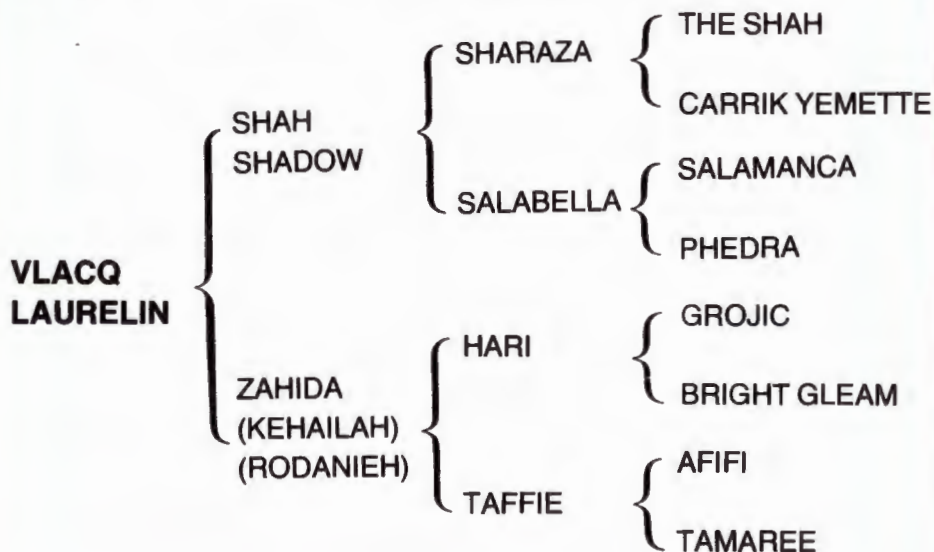 THE SHAH
SHARAZA
CARRIK YEMETTE
SHAH
SHADOW
SALAMANCA
SALABELLA
PHEDRA
VLACQ
LAURELIN
GROJIC
HARI
BRIGHT GLEAM
ZAHIDA
(KEHAILAH)
(RODANIEH)
AFIFI
TAFFIE
TAMAREE